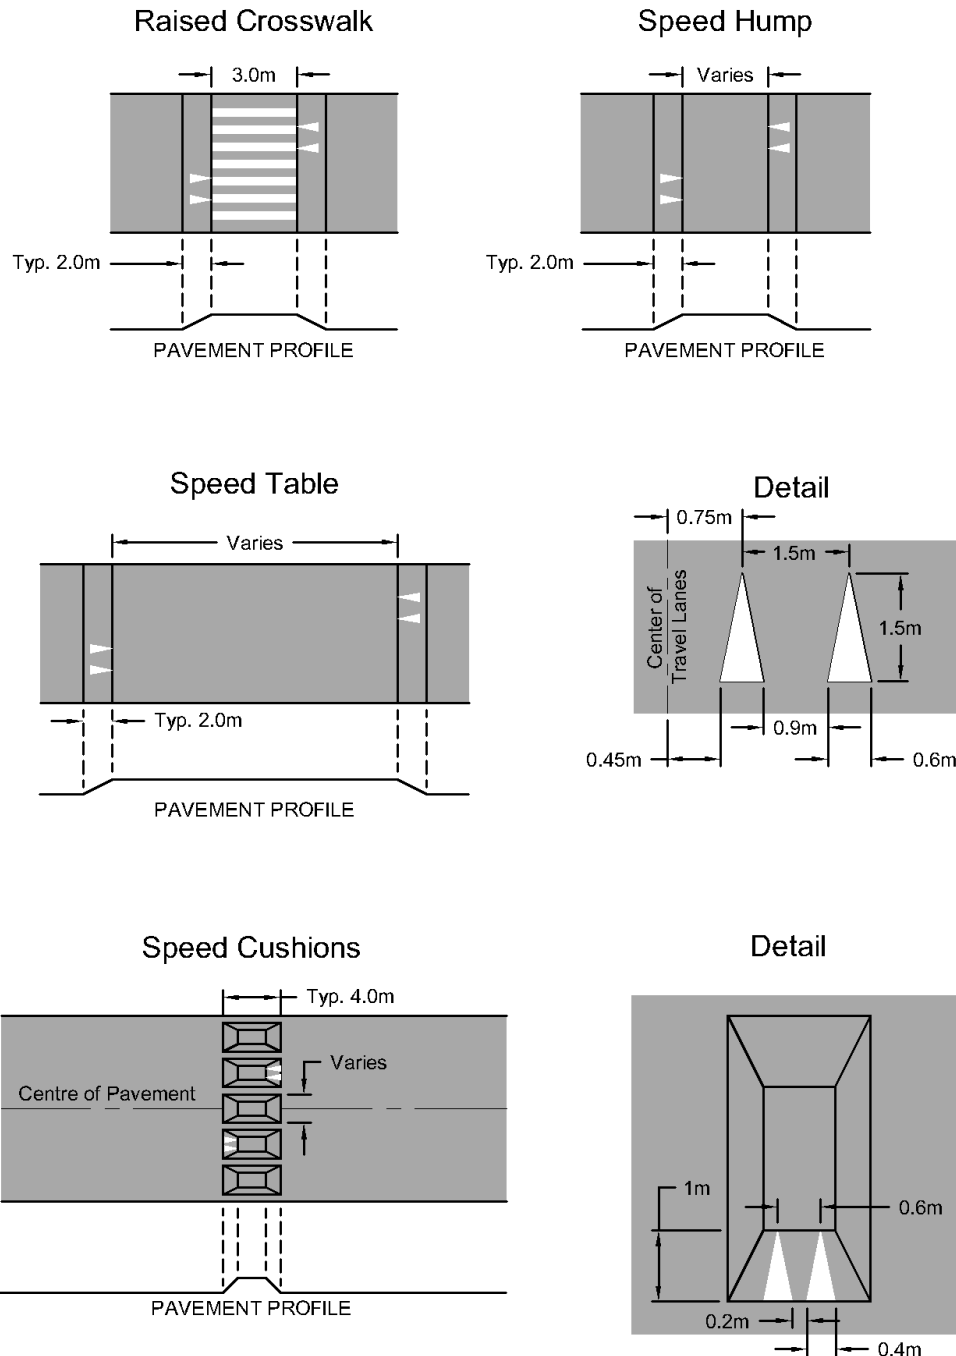 Raised Crosswalk
3.0m
Typ. 2.0m
PAVEMENT PROFILE
Speed Hump
Varies
Typ. 2.0m
PAVEMENT PROFILE
Speed Table
Varies
Typ. 2.0m
PAVEMENT PROFILE
Detail
0.75m
1.5m
Center of
Travel Lanes
1.5m
0.9m
0.45m
0.6m
Speed Cushions
Typ. 4.0m
Varies
Centre of Pavement
PAVEMENT PROFILE
Detail
1m
0.6m
0.2m
0.4m